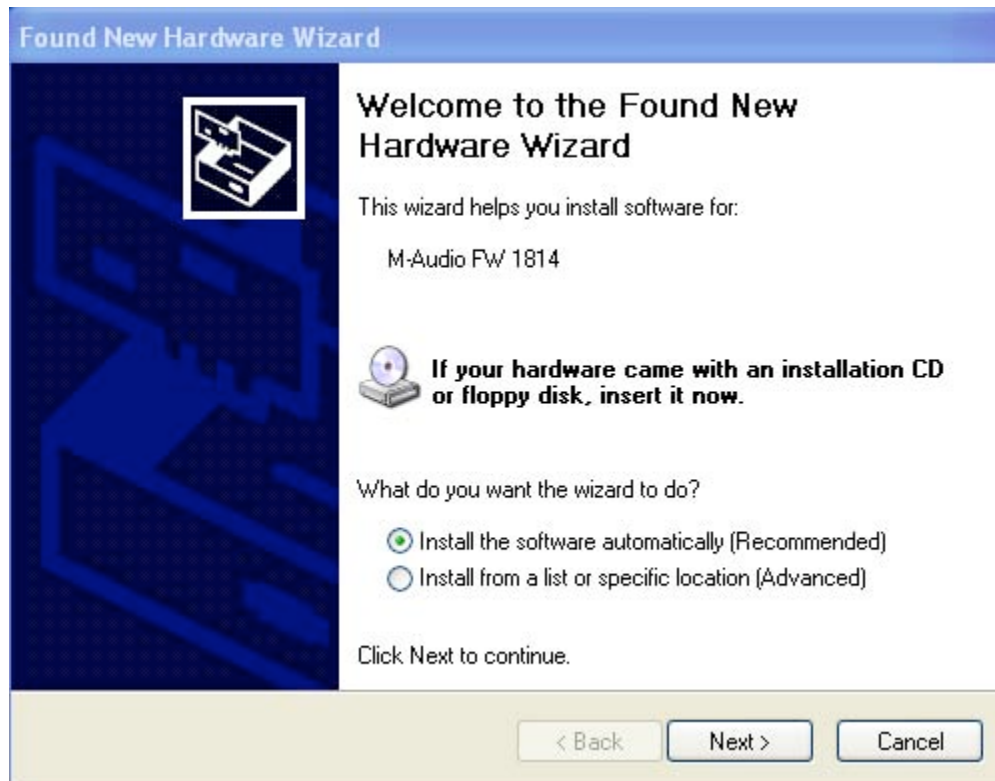 Found New Hardware Wizard
Welcome to the Found New
Hardware Wizard
This wizard helps you install software for:
M-Audio FW 1814
If your hardware came with an installation CD
or floppy disk, insert it now.
What do you want the wizard to do?
Install the software automatically (Recommended)
Install from a list or specific location (Advanced)
Click Next to continue.
< Back
Next >
Cancel